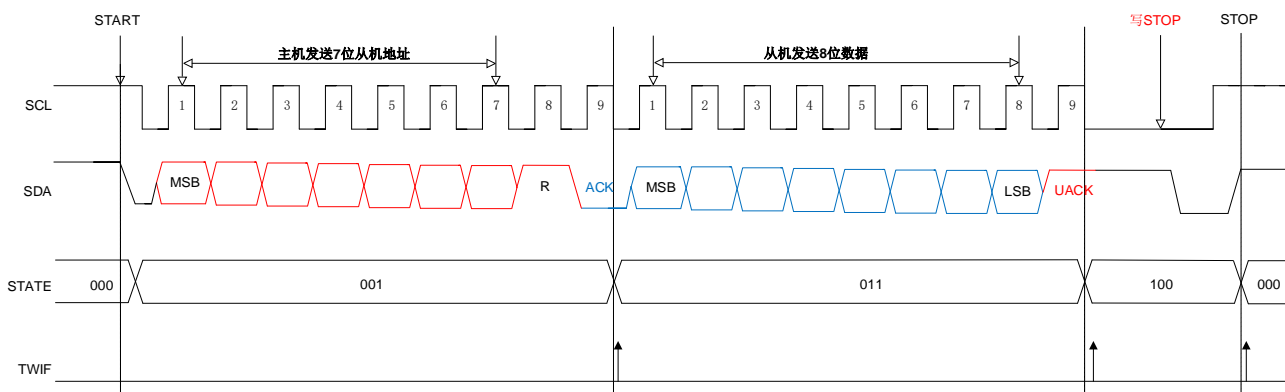 START 写STOP STOP
主机发送7位从机地址 从机发送8位数据
SCL 1 2 3 4 5 6 7 8 9 1 2 3 4 5 6 7 8 9
SDA MSB R ACK MSB LSB UACK
STATE 000 001 011 100 000
TWIF